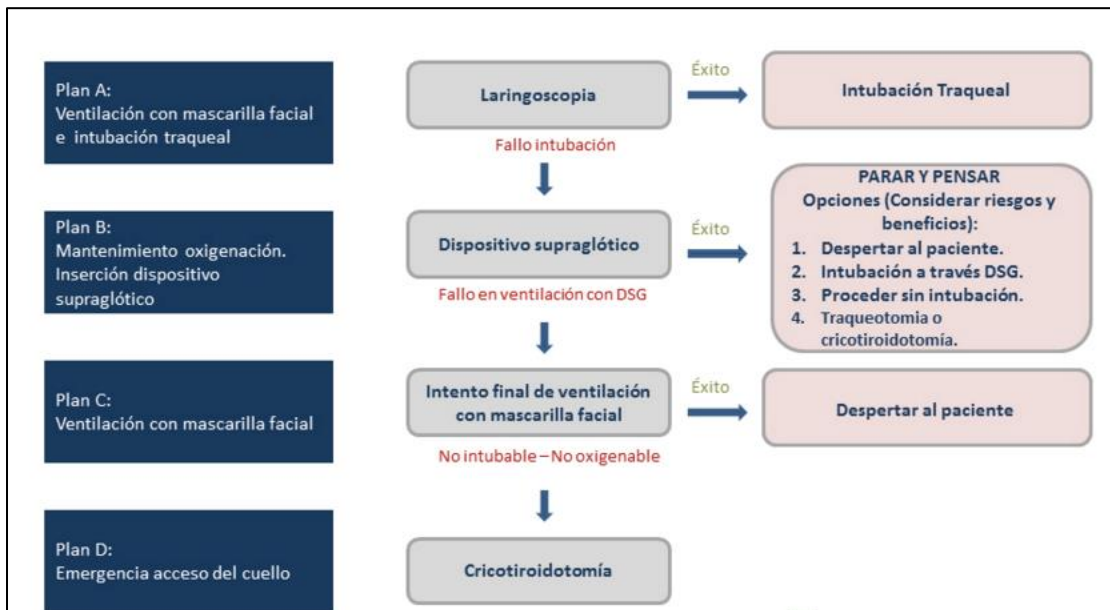 Plan A:
Ventilación con mascarilla facial
e intubación traqueal
Laringoscopia
Éxito
Intubación Traqueal
Fallo intubación
Plan B:
Mantenimiento oxigenación.
Inserción dispositivo
supraglótico
Dispositivo supraglótico
Éxito
PARAR Y PENSAR
Opciones (Considerar riesgos y
beneficios):
1. Despertar al paciente.
2. Intubación a través DSG.
3. Proceder sin intubación.
4. Traqueotomia o
cricotiroidotomía.
Fallo en ventilación con DSG
Plan C:
Ventilación con mascarilla facial
Intento final de ventilación
con mascarilla facial
Éxito
Despertar al paciente
No intubable – No oxigenable
Plan D:
Emergencia acceso del cuello
Cricotiroidotomía